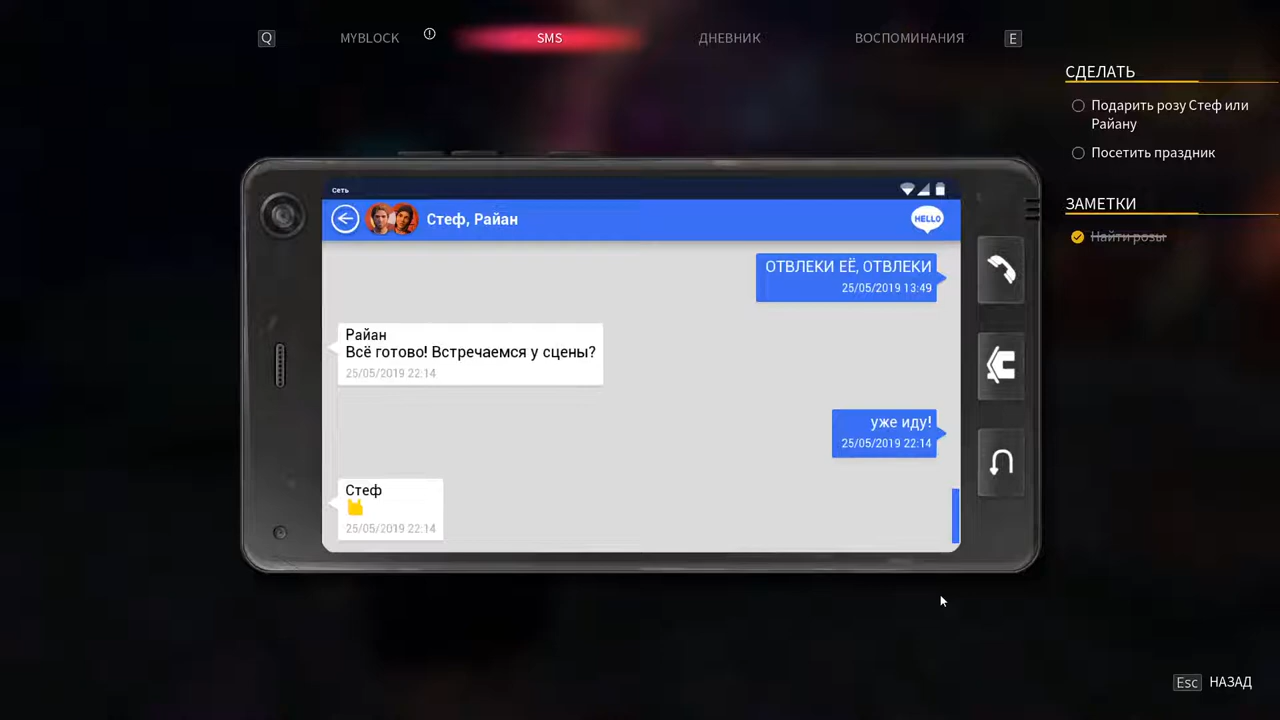 Q
MYBLOCK
SMS
ДНЕВНИК
ВОСПОМИНАНИЯ
E
СДЕЛАТЬ
Подарить розу Стеф или
Райану
Посетить праздник
ЗАМЕТКИ
Найти розы
Сеть
Стеф, Райан
HELLO
ОТВЛЕКИ ЕЁ, ОТВЛЕКИ
25/05/2019 13:49
Райан
Всё готово! Встречаемся у сцены?
25/05/2019 22:14
уже иду!
25/05/2019 22:14
Стеф
25/05/2019 22:14
Esc НАЗАД